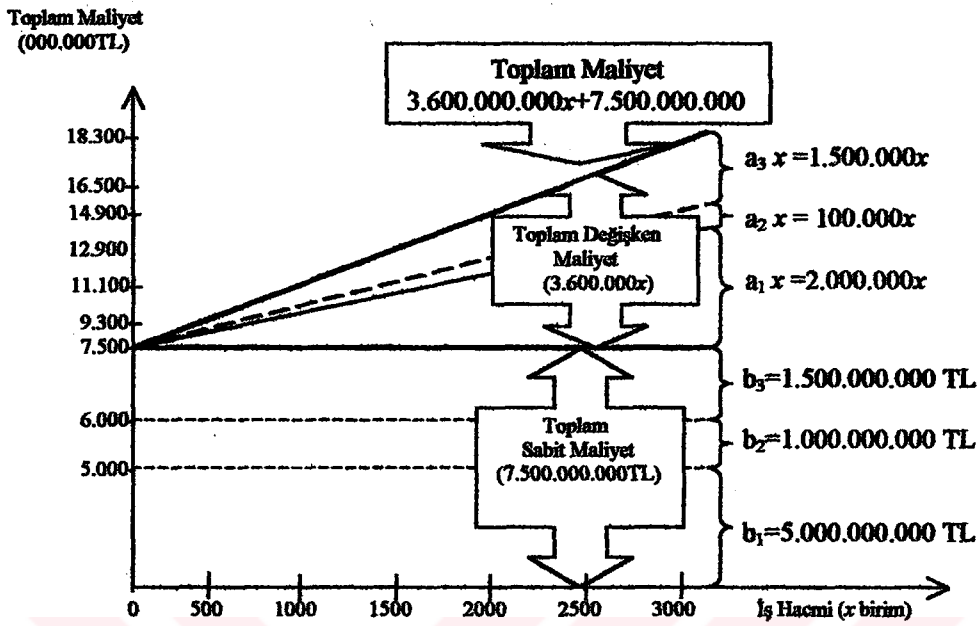 Toplam Maliyet
(000.000TL)
Toplam Maliyet
3.600.000.000x+7.500.000.000
18.300
16.500
14.900
12.900
11.100
9.300
7.500
6.000
5.000
a3 x =1.500.000x
a2 x = 100.000x
a1 x =2.000.000x
Toplam Değişken
Maliyet
(3.600.000x)
b3=1.500.000.000 TL
b2=1.000.000.000 TL
b1=5.000.000.000 TL
Toplam
Sabit Maliyet
(7.500.000.000TL)
0 500 1000 1500 2000 2500 3000 İş Hacmi (x birim)